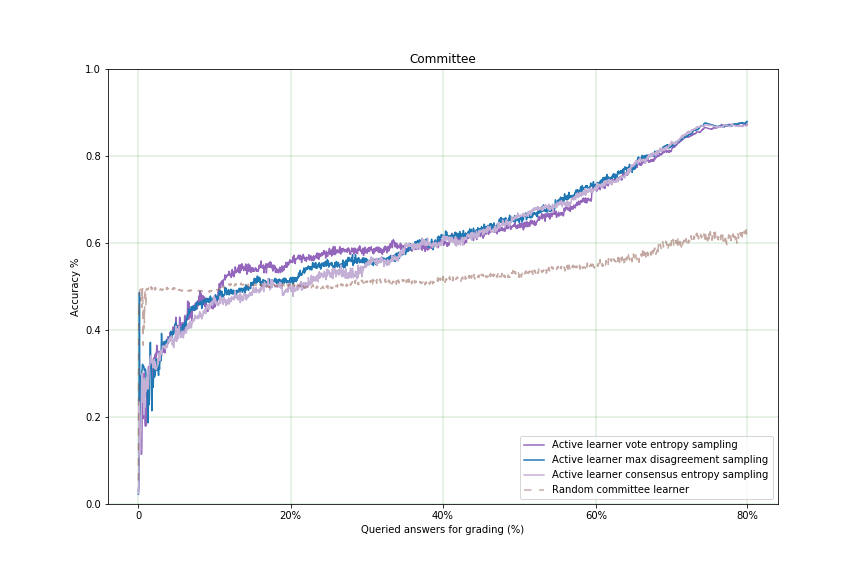 Committee
1.0
0.8
0.6
0.4
0.2
0.0
Accuracy %
0
20%
40%
60%
80%
Queried answers for grading (%)
Active learner vote entropy sampling
Active learner max disagreement sampling
Active learner consensus entropy sampling
Random committee learner